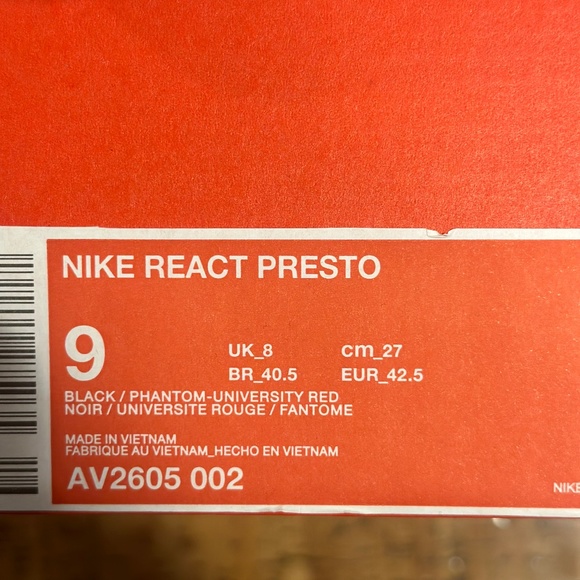 NIKE REACT PRESTO
9
UK_8 cm_27
BR_40.5 EUR_42.5
BLACK / PHANTOM-UNIVERSITY RED
NOIR / UNIVERSITE ROUGE / FANTOME
MADE IN VIETNAM
FABRIQUE AU VIETNAM_HECHO EN VIETNAM
AV2605 002
NIKE